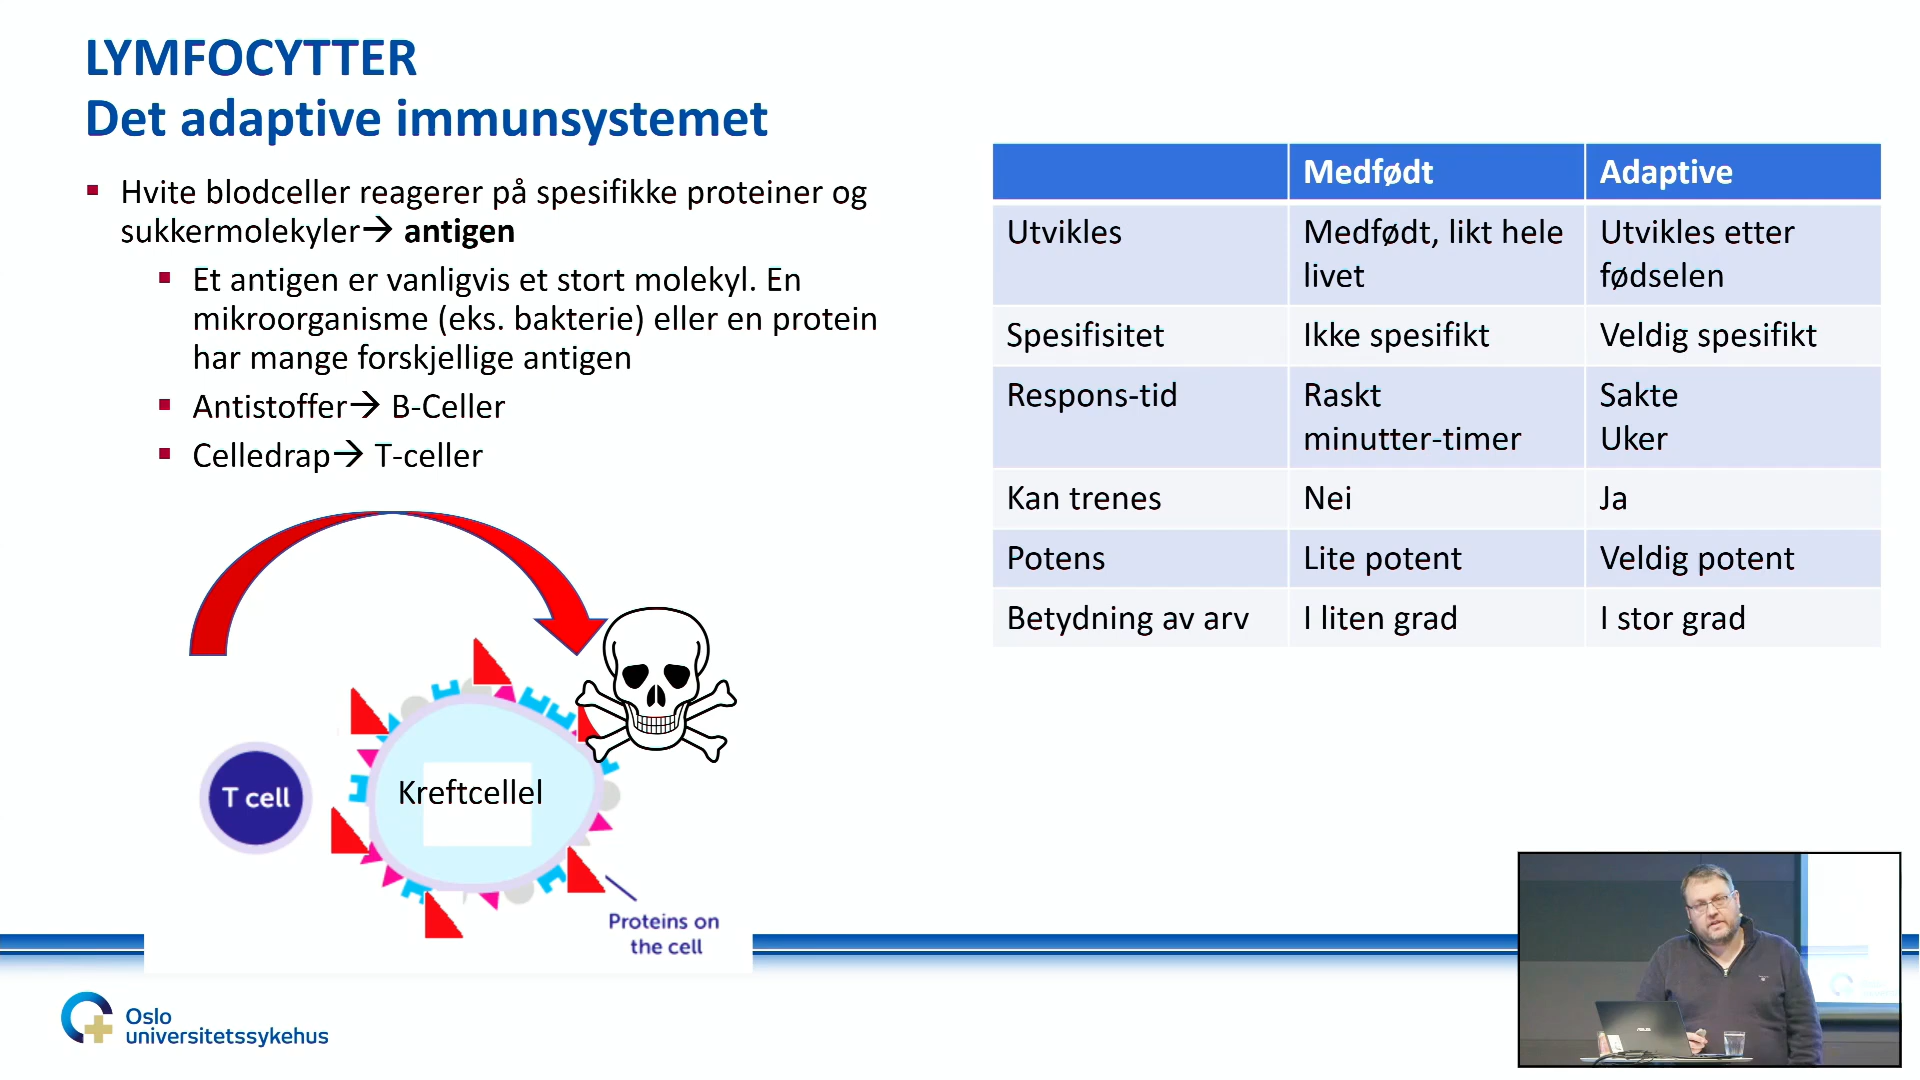 LYMFOCYTTER
Det adaptive immunsystemet
Hvite blodceller reagerer på spesifikke proteiner og
sukkermolekyler→ antigen
Et antigen er vanligvis et stort molekyl. En
mikroorganisme (eks. bakterie) eller en protein
har mange forskjellige antigen
Antistoffer→ B-Celler
Celledrap→ T-celler
T cell
Kreftcellel
Proteins on
the cell
Medfødt Adaptive
Utvikles Medfødt, likt hele Utvikles etter
livet fødselen
Spesifisitet Ikke spesifikt Veldig spesifikt
Respons-tid Raskt Sakte
minutter-timer Uker
Kan trenes Nei Ja
Potens Lite potent Veldig potent
Betydning av arv I liten grad I stor grad
Oslo
universitetssykehus
ASUS